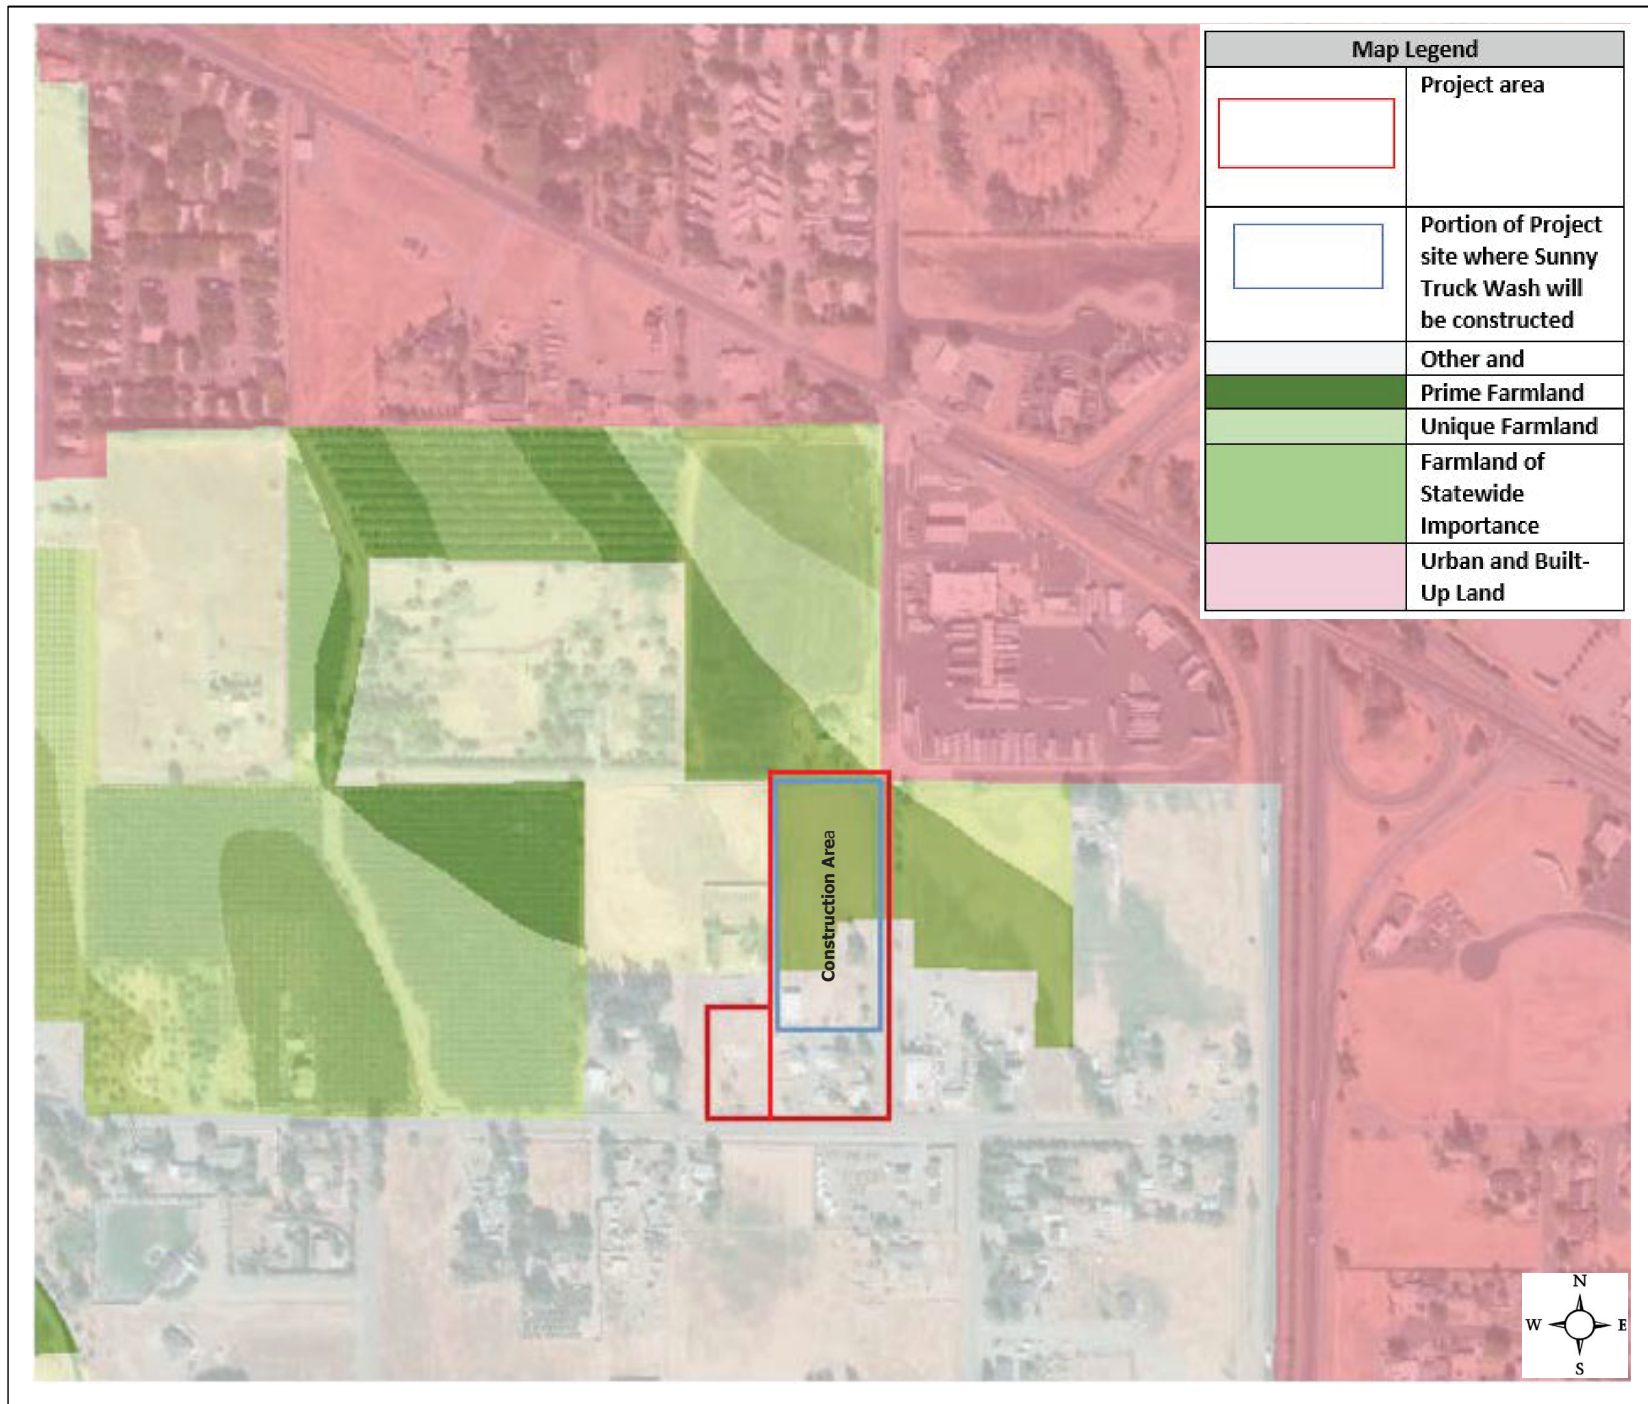 Map Legend
Project area
Portion of Project
site where Sunny
Truck Wash will
be constructed
Other and
Prime Farmland
Unique Farmland
Farmland of
Statewide
Importance
Urban and Built-
Up Land
Construction Area
N
W E
S